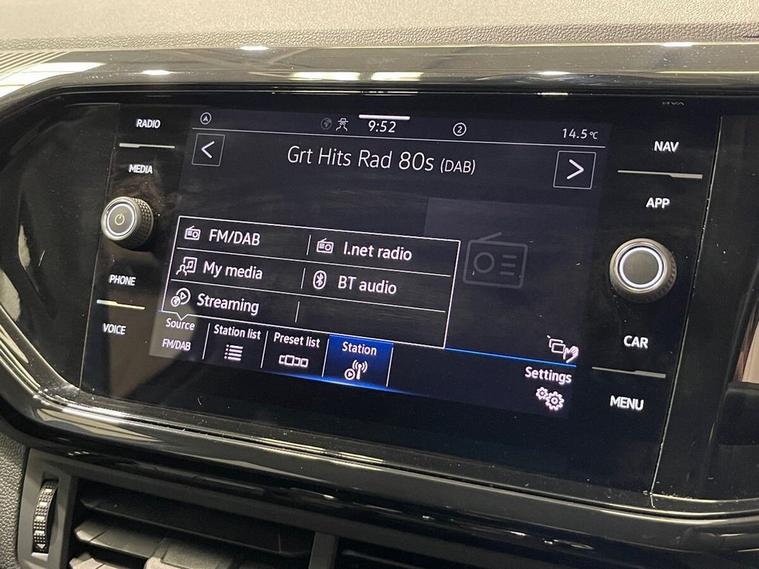 RADIO
MEDIA
PHONE
VOICE
A
9:52
2
14.5°C
Grt Hits Rad 80s (DAB)
FM/DAB
I.net radio
My media
BT audio
Streaming
Source
FM/DAB
Station list
Preset list
Station
Settings
NAV
APP
CAR
MENU